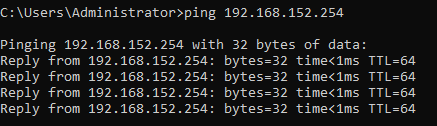 C:\Users\Administrator>ping 192.168.152.254
Pinging 192.168.152.254 with 32 bytes of data:
Reply from 192.168.152.254: bytes=32 time<1ms TTL=64
Reply from 192.168.152.254: bytes=32 time<1ms TTL=64
Reply from 192.168.152.254: bytes=32 time<1ms TTL=64
Reply from 192.168.152.254: bytes=32 time<1ms TTL=64